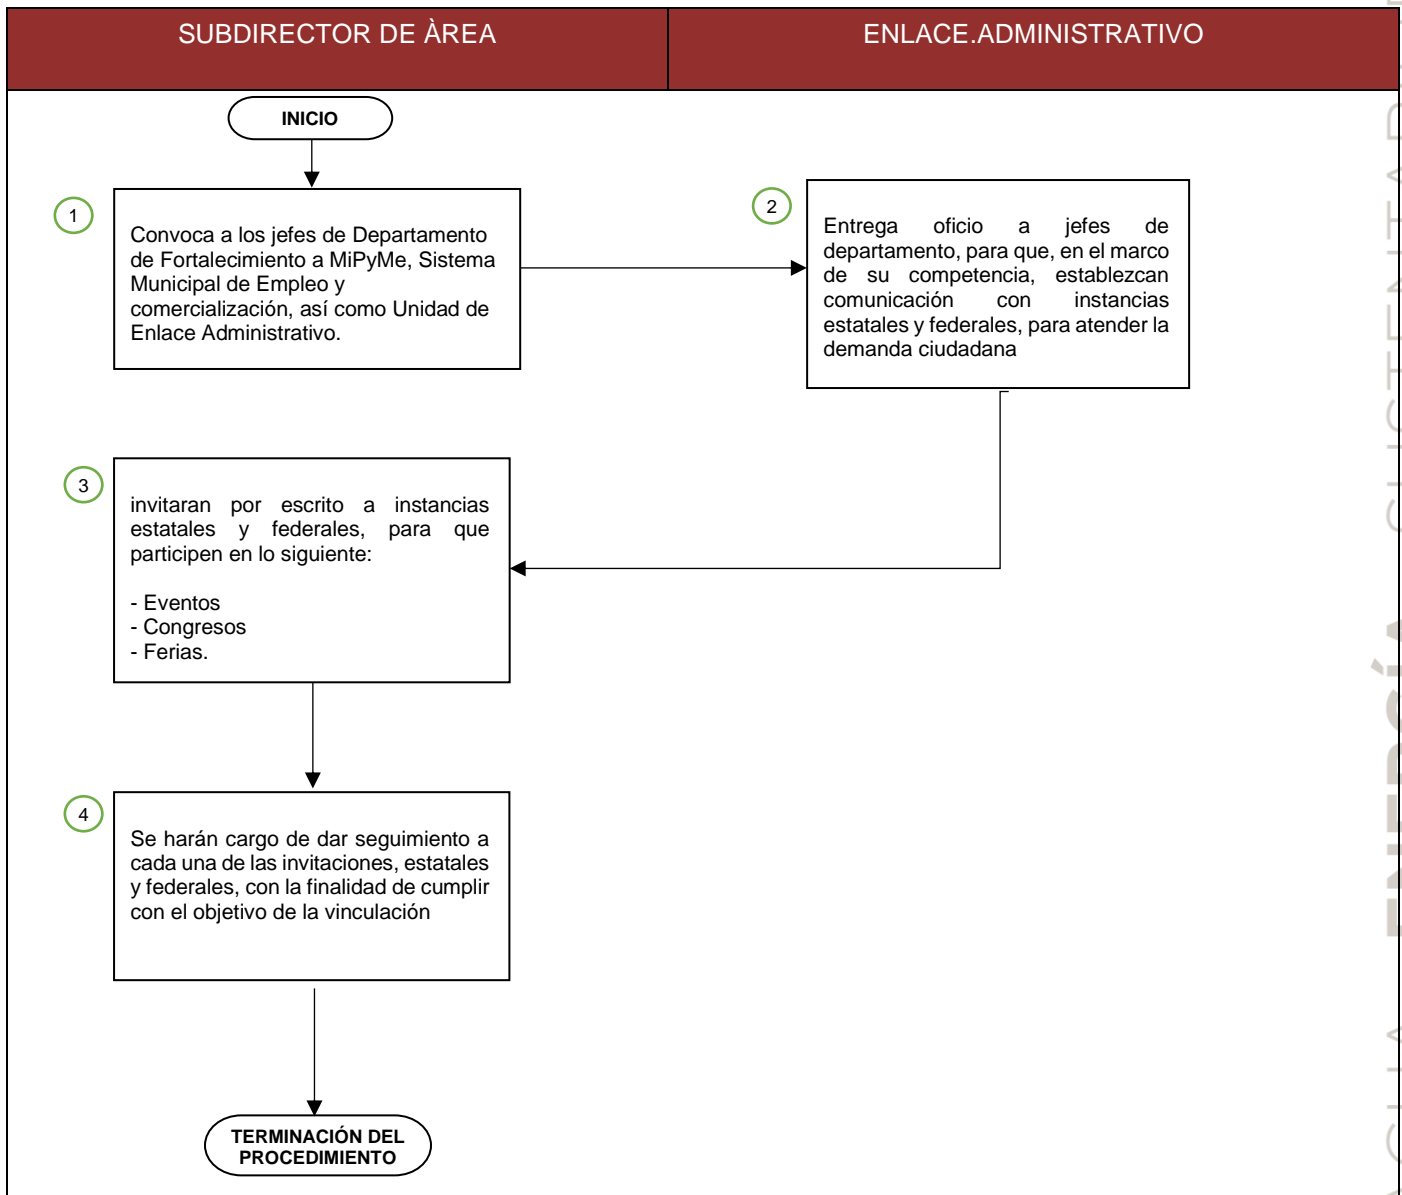 SUBDIRECTOR DE ÀREA
ENLACE.ADMINISTRATIVO
INICIO
1
Convoca a los jefes de Departamento
de Fortalecimiento a MiPyMe, Sistema
Municipal de Empleo y
comercialización, así como Unidad de
Enlace Administrativo.
2
Entrega oficio a jefes de
departamento, para que, en el marco
de su competencia, establezcan
comunicación con instancias
estatales y federales, para atender la
demanda ciudadana
3
invitaran por escrito a instancias
estatales y federales, para que
participen en lo siguiente:
- Eventos
- Congresos
- Ferias.
4
Se harán cargo de dar seguimiento a
cada una de las invitaciones, estatales
y federales, con la finalidad de cumplir
con el objetivo de la vinculación
TERMINACIÓN DEL
PROCEDIMIENTO